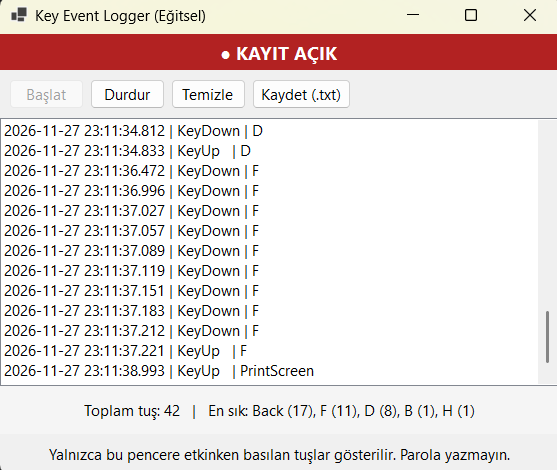 Key Event Logger (Eğitsel)
● KAYIT AÇIK
Başlat Durdur Temizle Kaydet (.txt)
2026-11-27 23:11:34.812 | KeyDown | D
2026-11-27 23:11:34.833 | KeyUp | D
2026-11-27 23:11:36.472 | KeyDown | F
2026-11-27 23:11:36.996 | KeyDown | F
2026-11-27 23:11:37.027 | KeyDown | F
2026-11-27 23:11:37.057 | KeyDown | F
2026-11-27 23:11:37.089 | KeyDown | F
2026-11-27 23:11:37.119 | KeyDown | F
2026-11-27 23:11:37.151 | KeyDown | F
2026-11-27 23:11:37.183 | KeyDown | F
2026-11-27 23:11:37.212 | KeyDown | F
2026-11-27 23:11:37.221 | KeyUp | F
2026-11-27 23:11:38.993 | KeyUp | PrintScreen
Toplam tuş: 42 | En sık: Back (17), F (11), D (8), B (1), H (1)
Yalnızca bu pencere etkinken basılan tuşlar gösterilir. Parola yazmayın.